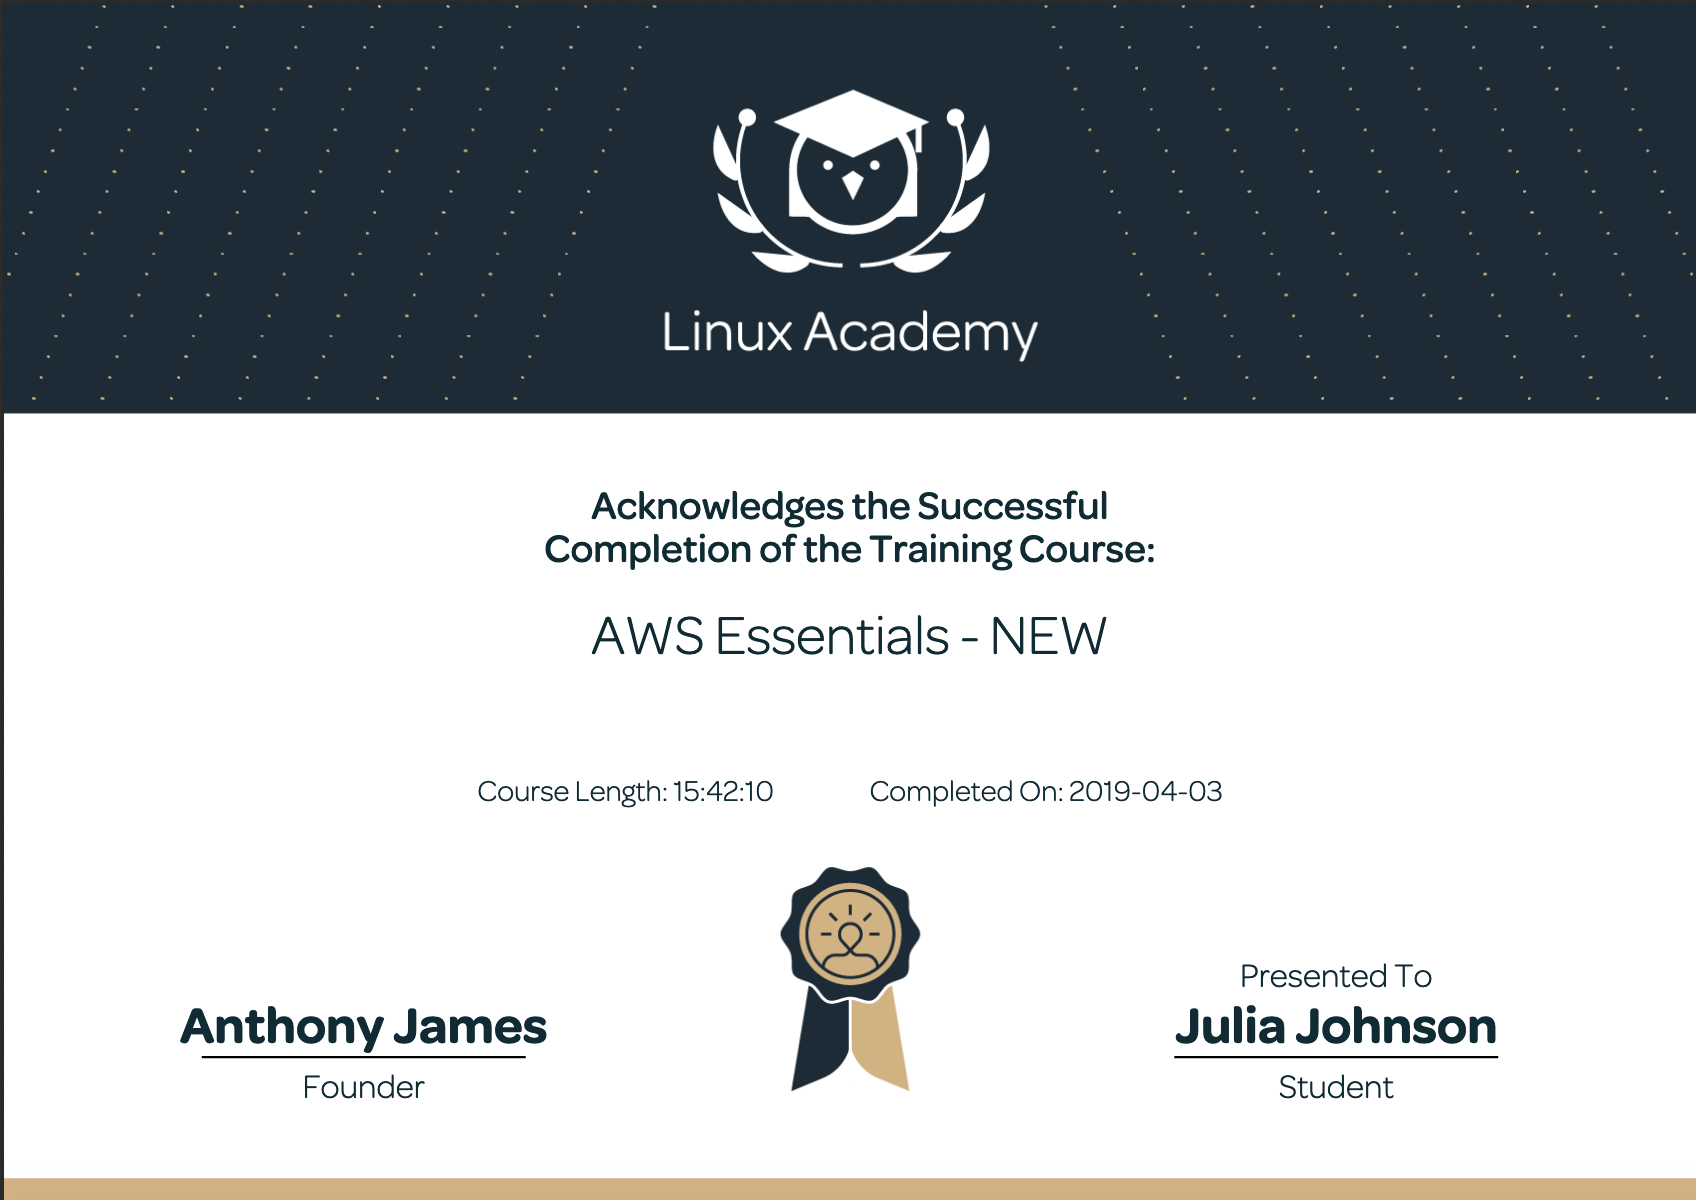 Linux Academy
Acknowledges the Successful
Completion of the Training Course:
AWS Essentials - NEW
Course Length: 15:42:10
Completed On: 2019-04-03
Anthony James
Founder
Presented To
Julia Johnson
Student